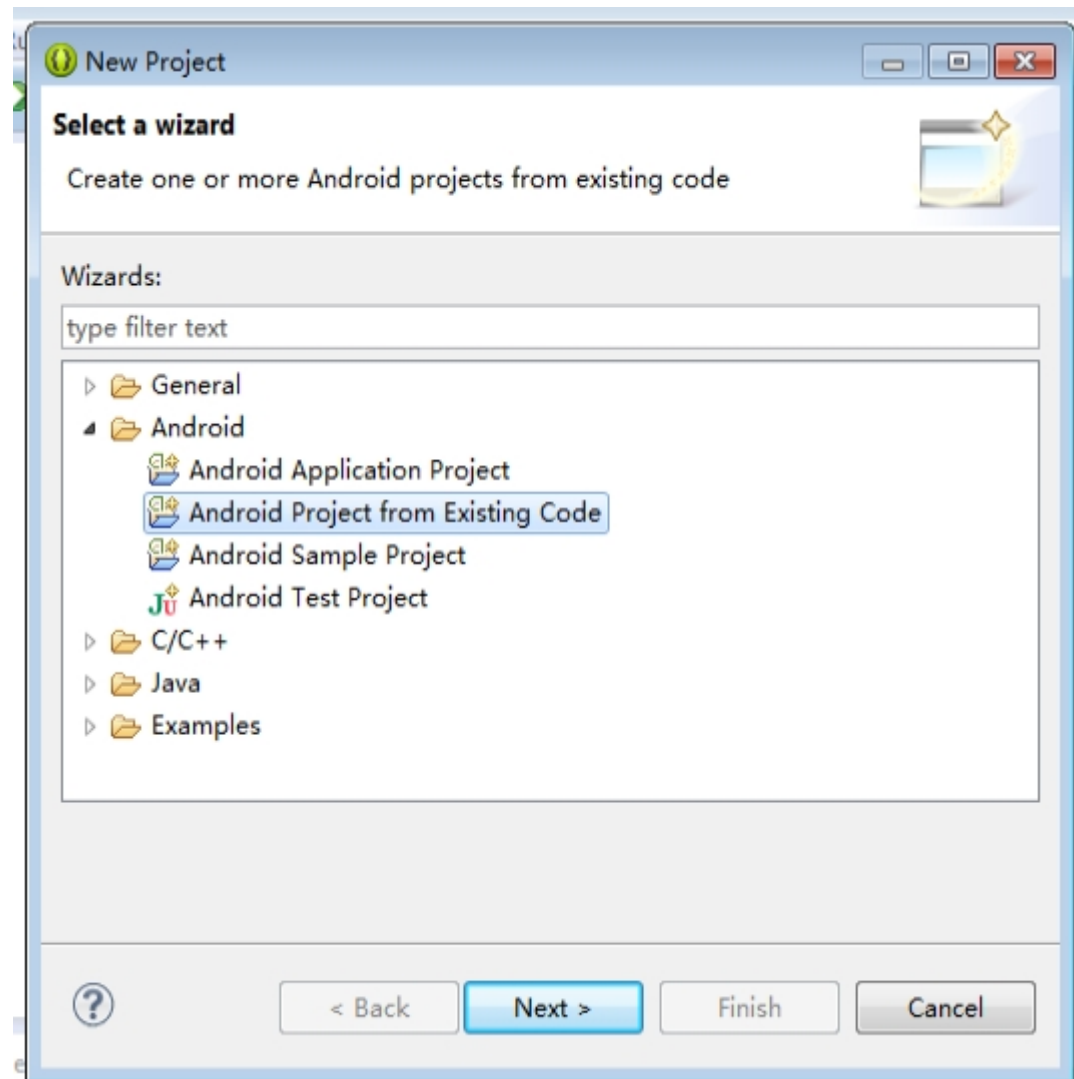 New Project
Select a wizard
Create one or more Android projects from existing code
Wizards:
type filter text
General
Android
Android Application Project
Android Project from Existing Code
Android Sample Project
Android Test Project
C/C++
Java
Examples
< Back Next > Finish Cancel